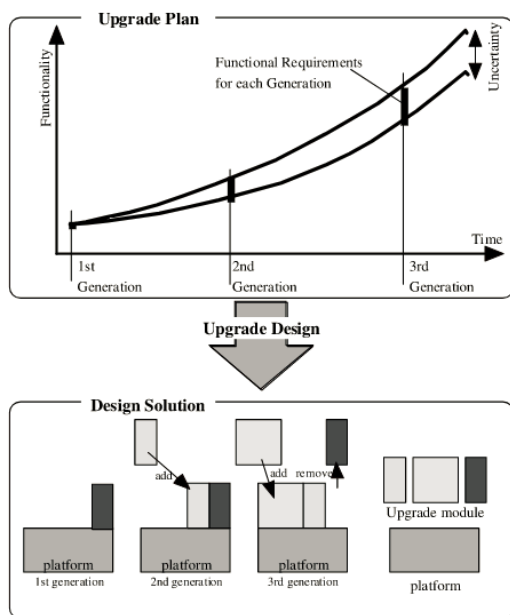 Upgrade Plan
Functionality
Functional Requirements
for each Generation
Uncertainty
Time
1st
Generation
2nd
Generation
3rd
Generation
Upgrade Design
Design Solution
add
add
remove
Upgrade module
platform
1st generation
platform
2nd generation
platform
3rd generation
platform